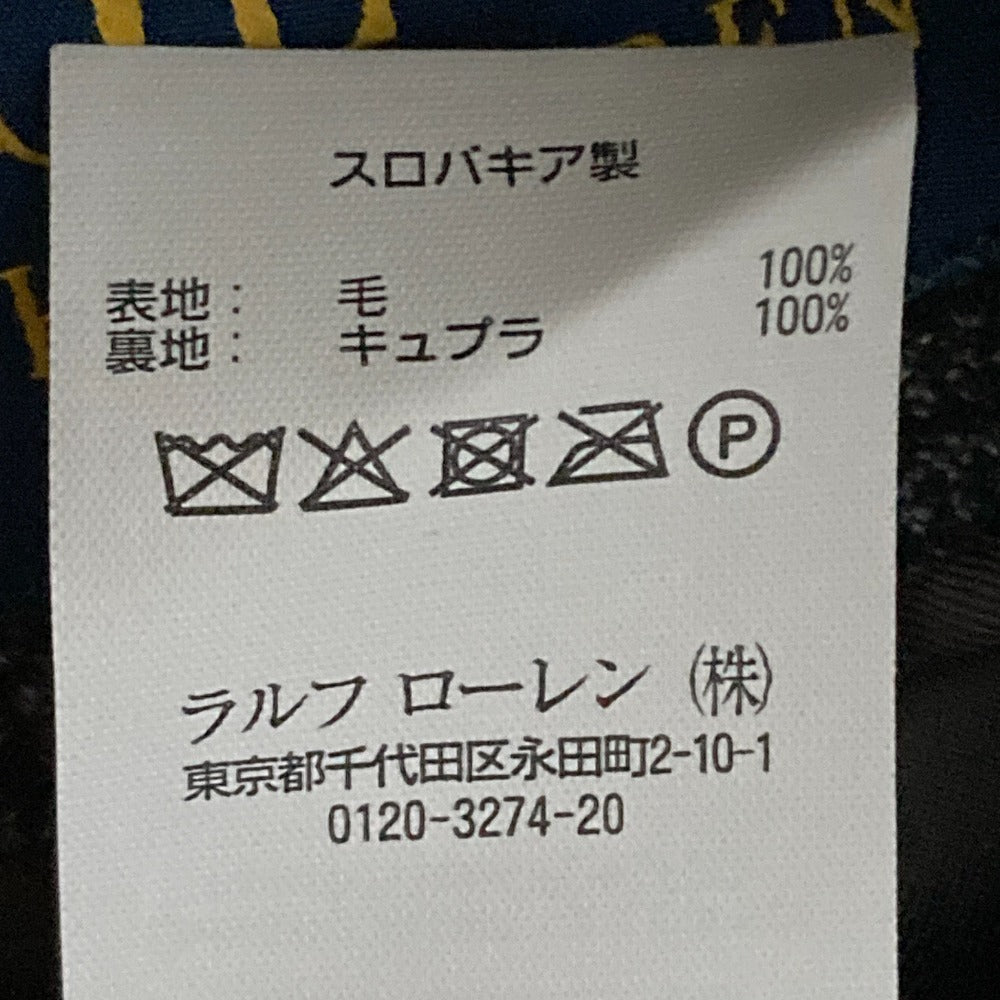 スロバキア製
表地： 毛 100%
裏地： キュプラ 100%
P
ラルフ ローレン ㈱
東京都千代田区永田町2-10-1
0120-3274-20